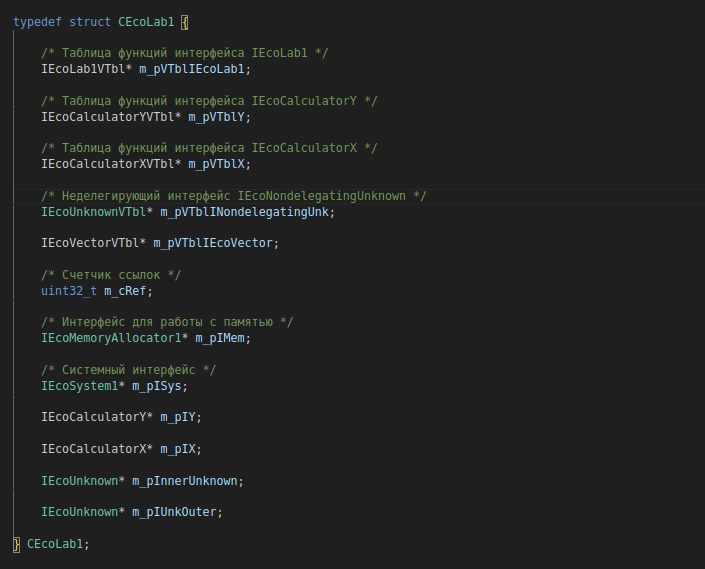 typedef struct CEcoLab1 {
/* Таблица функций интерфейса IEcoLab1 */
IEcoLab1VTbl* m_pVTblIEcoLab1;
/* Таблица функций интерфейса IEcoCalculatorY */
IEcoCalculatorYVTbl* m_pVTblY;
/* Таблица функций интерфейса IEcoCalculatorX */
IEcoCalculatorXVTbl* m_pVTblX;
/* Неделегирующий интерфейс IEcoNondelegatingUnknown */
IEcoUnknownVTbl* m_pVTblINondelegatingUnk;
IEcoVectorVTbl* m_pVTblIEcoVector;
/* Счетчик ссылок */
uint32_t m_cRef;
/* Интерфейс для работы с памятью */
IEcoMemoryAllocator1* m_pIMem;
/* Системный интерфейс */
IEcoSystem1* m_pISys;
IEcoCalculatorY* m_pIY;
IEcoCalculatorX* m_pIX;
IEcoUnknown* m_pInnerUnknown;
IEcoUnknown* m_pIUnkOuter;
} CEcoLab1;